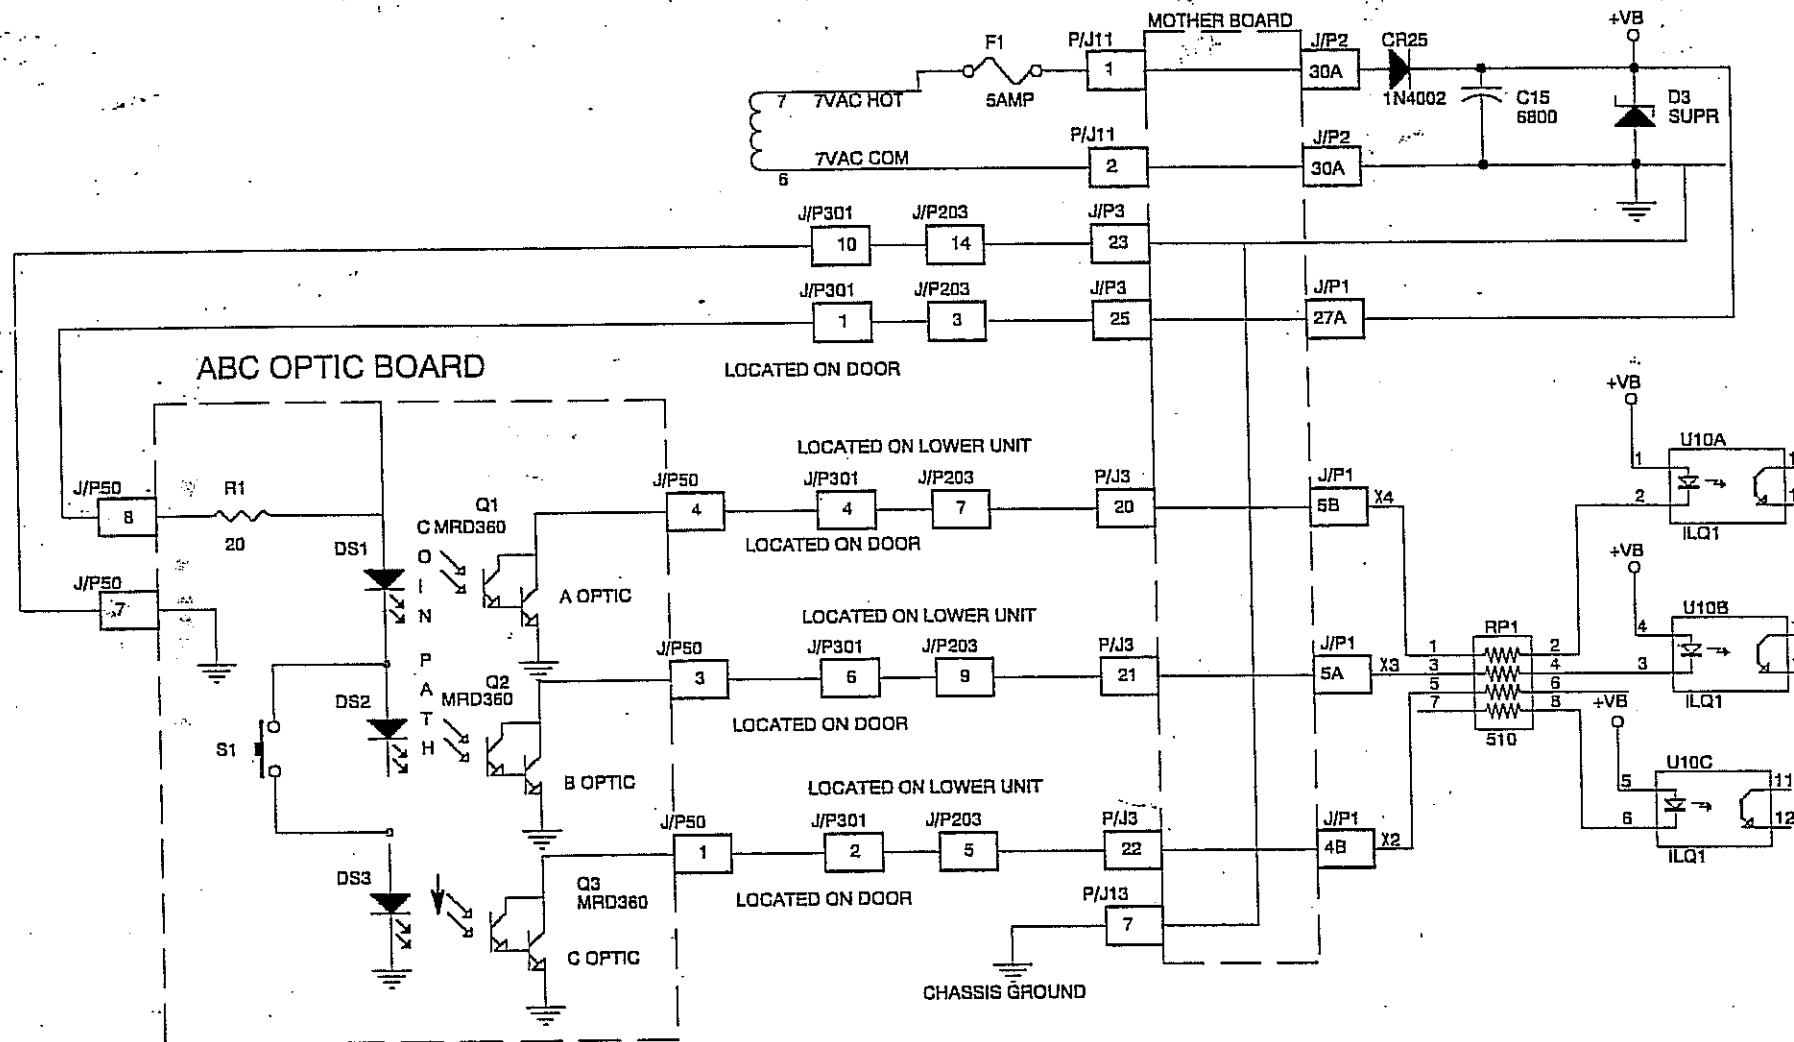 MOTHER BOARD
+VB
F1
P/J11
1
J/P2
30A
CR25
1N4002
5AMP
C15
6800
D3
SUPR
7
7VAC HOT
7VAC COM
6
P/J11
2
J/P2
30A
J/P301
10
J/P203
14
J/P3
23
J/P301
1
J/P203
3
J/P3
25
J/P1
27A
LOCATED ON DOOR
ABC OPTIC BOARD
+VB
U10A
1
2
ILQ1
LOCATED ON LOWER UNIT
J/P50
8
R1
20
Q1
MRD360
J/P50
4
J/P301
4
J/P203
7
P/J3
20
J/P1
5B
X4
LOCATED ON DOOR
DS1
COIN PATH
A OPTIC
J/P50
7
+VB
U10B
4
3
ILQ1
LOCATED ON LOWER UNIT
J/P50
3
J/P301
6
J/P203
9
P/J3
21
J/P1
5A
X3
RP1
1
2
3
4
5
6
7
8
510
LOCATED ON DOOR
Q2
MRD360
DS2
S1
B OPTIC
+VB
U10C
5
6
11
12
ILQ1
LOCATED ON LOWER UNIT
J/P50
1
J/P301
2
J/P203
5
P/J3
22
J/P1
4B
X2
LOCATED ON DOOR
DS3
Q3
MRD360
C OPTIC
P/J13
7
CHASSIS GROUND